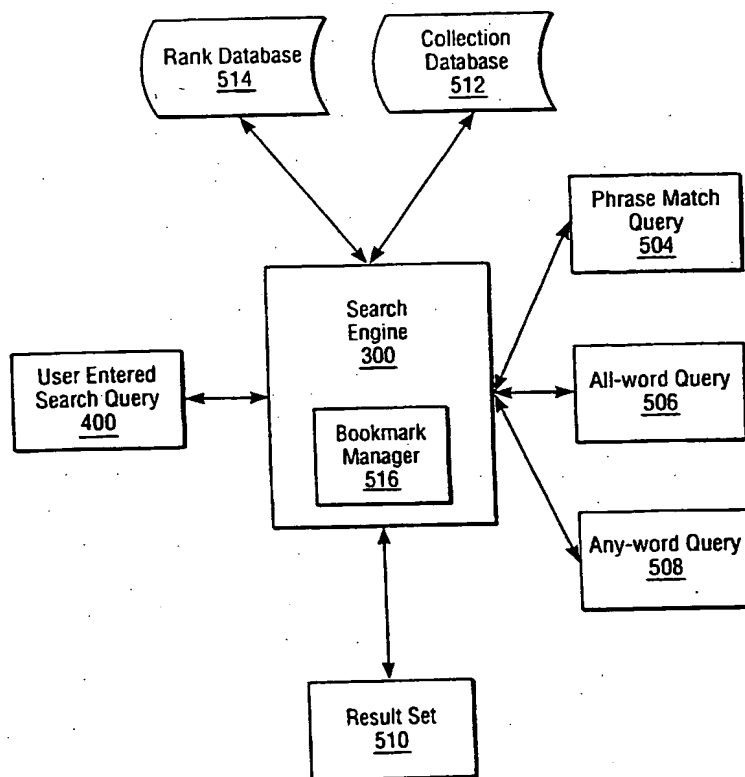 Rank Database
514
Collection
Database
512
Phrase Match
Query
504
Search
Engine
300
User Entered
Search Query
400
All-word Query
506
Bookmark
Manager
516
Any-word Query
508
Result Set
510